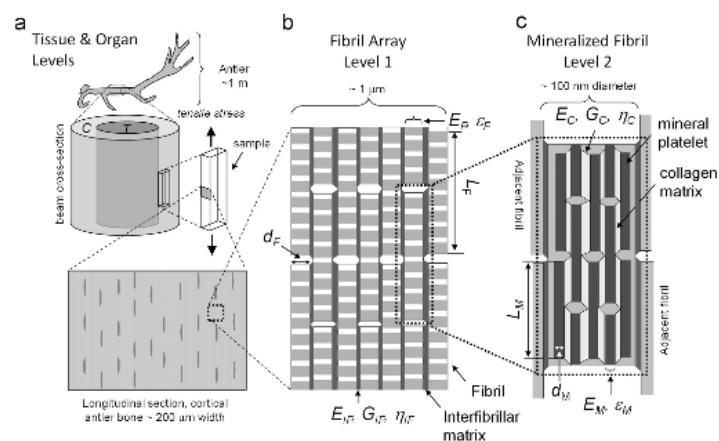 a
Tissue & Organ
Levels
Antler
~1 m
tensile stress
C
T
sample
beam cross-section
Longitudinal section, cortical
antler bone ~ 200 μm width
b
Fibril Array
Level 1
~ 1 μm
E_F, ε_F
L_F
d_F
Fibril
E_IF, G_IF, η_IF
Interfibrillar
matrix
c
Mineralized Fibril
Level 2
~ 100 nm diameter
E_C, G_C, η_C
mineral
platelet
collagen
matrix
Adjacent fibril
Adjacent fibril
L_M
d_M
E_M, ε_M